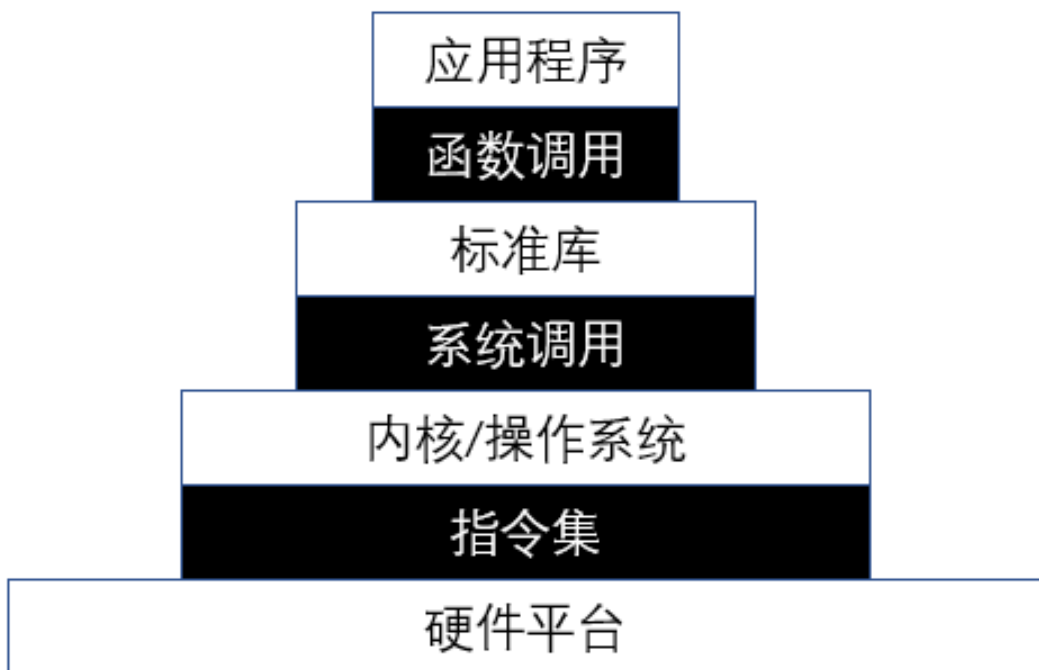 应用程序
函数调用
标准库
系统调用
内核/操作系统
指令集
硬件平台